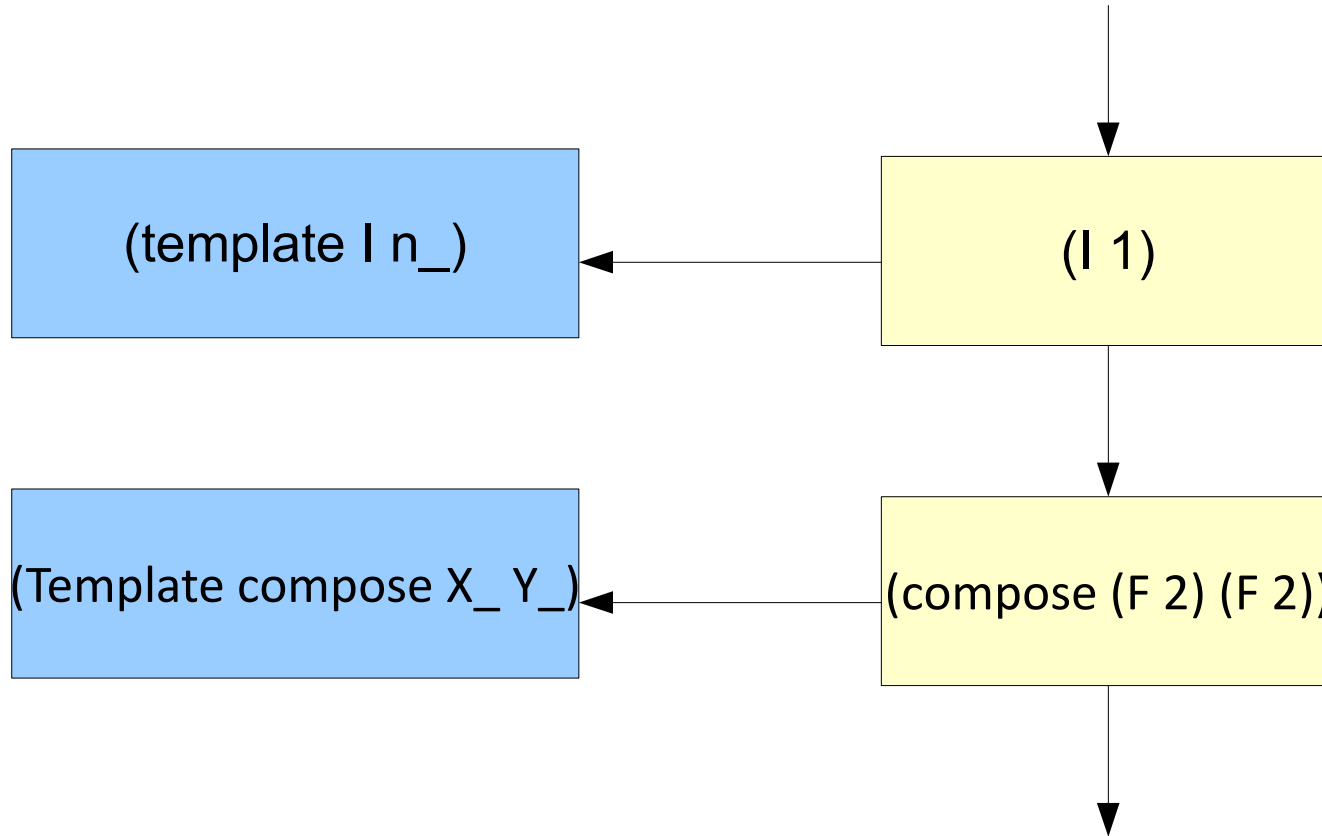 (template I n_)
(I 1)
(Template compose X_ Y_)
(compose (F 2) (F 2))